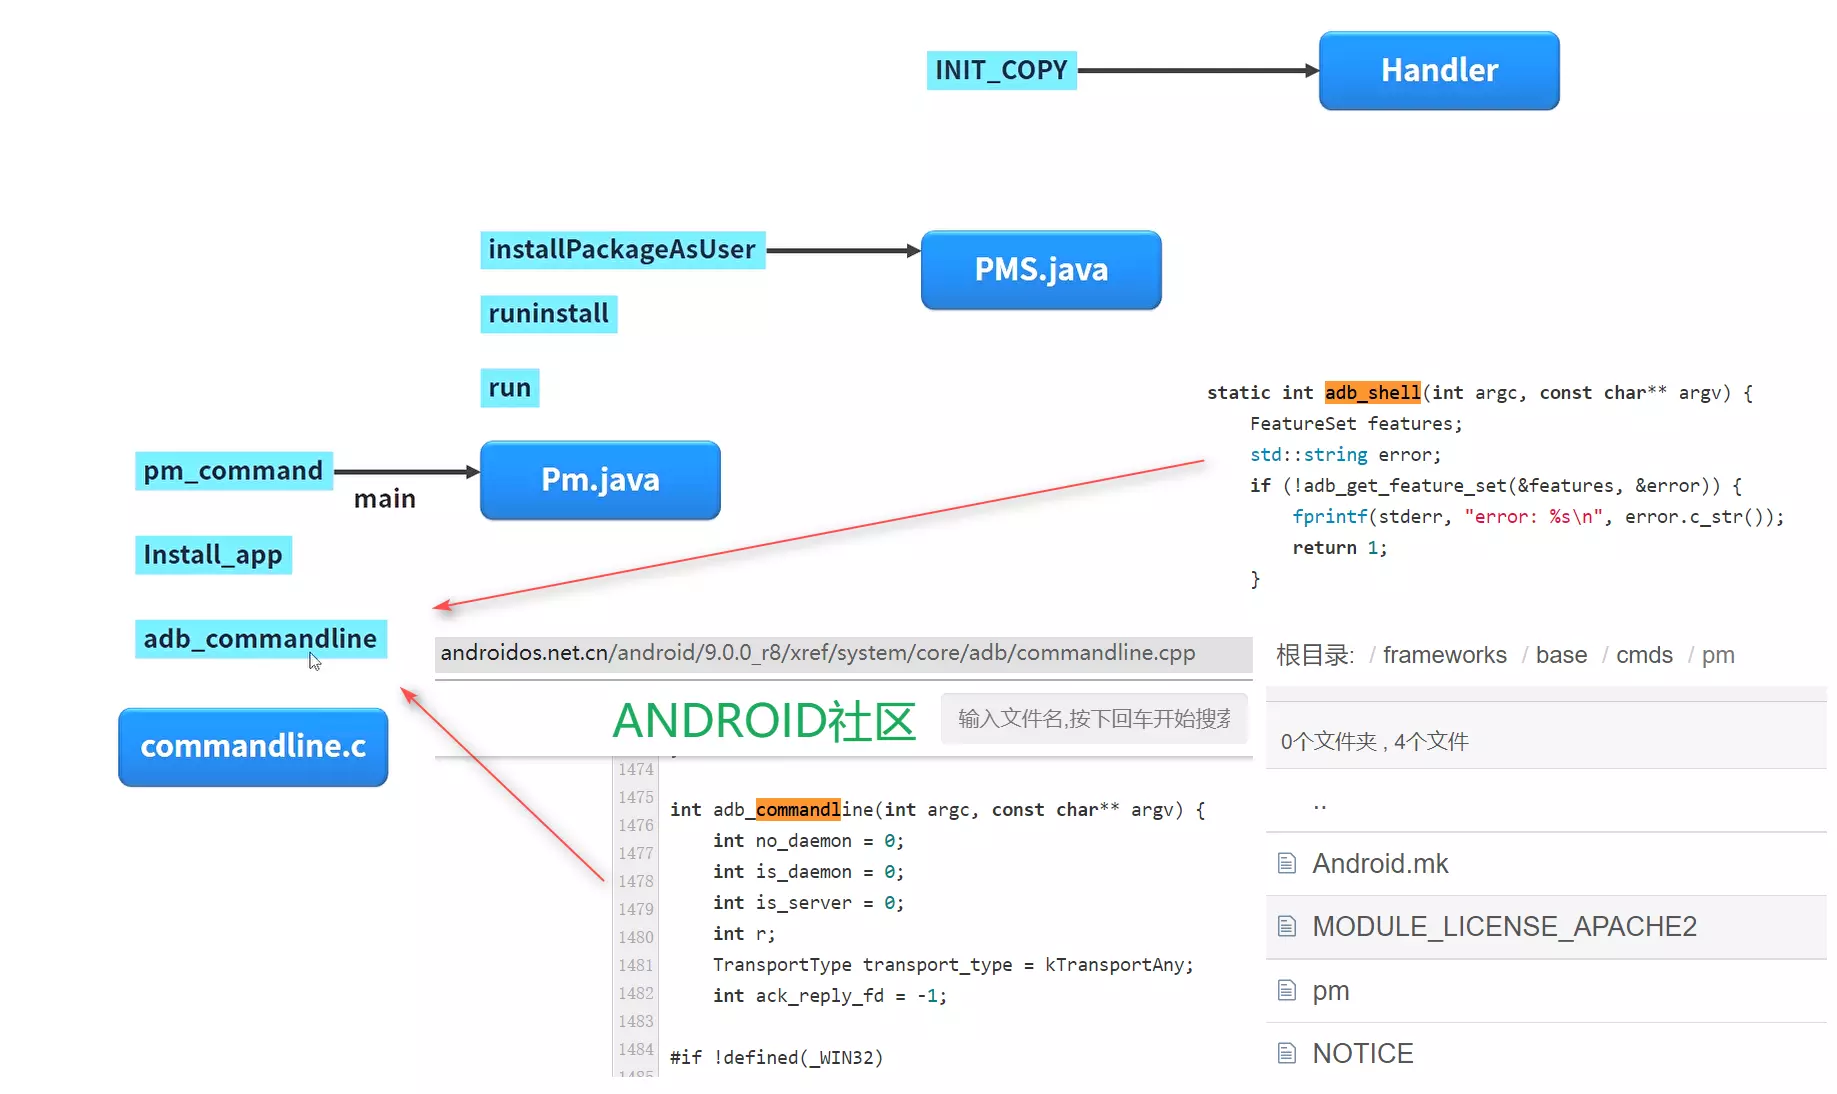 INIT_COPY
Handler
installPackageAsUser
PMS.java
runinstall
run
pm_command
main
Pm.java
Install_app
adb_commandline
commandline.c
static int adb_shell(int argc, const char** argv) {
FeatureSet features;
std::string error;
if (!adb_get_feature_set(&features, &error)) {
fprintf(stderr, "error: %s\n", error.c_str());
return 1;
}
androidos.net.cn/android/9.0.0_r8/xref/system/core/adb/commandline.cpp
ANDROID社区
输入文件名,按下回车开始搜索
1474
1475
1476
1477
1478
1479
1480
1481
1482
1483
1484
1485
int adb_commandline(int argc, const char** argv) {
int no_daemon = 0;
int is_daemon = 0;
int is_server = 0;
int r;
TransportType transport_type = kTransportAny;
int ack_reply_fd = -1;
#if !defined(_WIN32)
根目录: / frameworks / base / cmds / pm
0个文件夹 , 4个文件
..
Android.mk
MODULE_LICENSE_APACHE2
pm
NOTICE